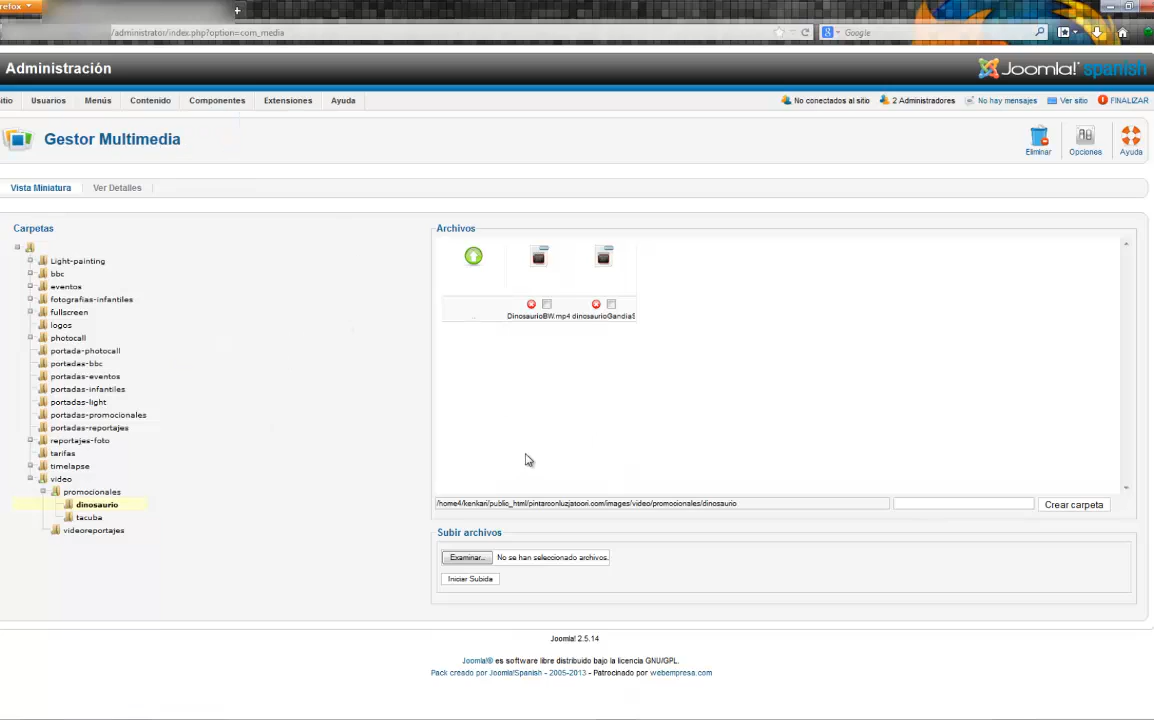 refox
/administrator/index.php?option=com_media
Google
Administración
Joomla! spanish
itio Usuarios Menús Contenido Componentes Extensiones Ayuda
No conectados al sitio 2 Administradores No hay mensajes Ver sitio FINALIZAR
Gestor Multimedia
Eliminar Opciones Ayuda
Vista Miniatura Ver Detalles
Carpetas
Light-painting
bbc
eventos
fotografias-infantiles
fullscreen
logos
photocall
portada-photocall
portadas-bbc
portadas-eventos
portadas-infantiles
portadas-light
portadas-promocionales
portadas-reportajes
reportajes-foto
tarifas
timelapse
video
promocionales
dinosaurio
tacuba
videoreportajes
Archivos
..
DinosaurioBW.mp4 dinosaurioGandiaS
/home4/kenkari/public_html/pintarconluzjatoori.com/images/video/promocionales/dinosaurio
Crear carpeta
Subir archivos
Examinar... No se han seleccionado archivos.
Iniciar Subida
Joomla! 2.5.14
Joomla!® es software libre distribuido bajo la licencia GNU/GPL.
Pack creado por Joomla!Spanish - 2005-2013 - Patrocinado por webempresa.com